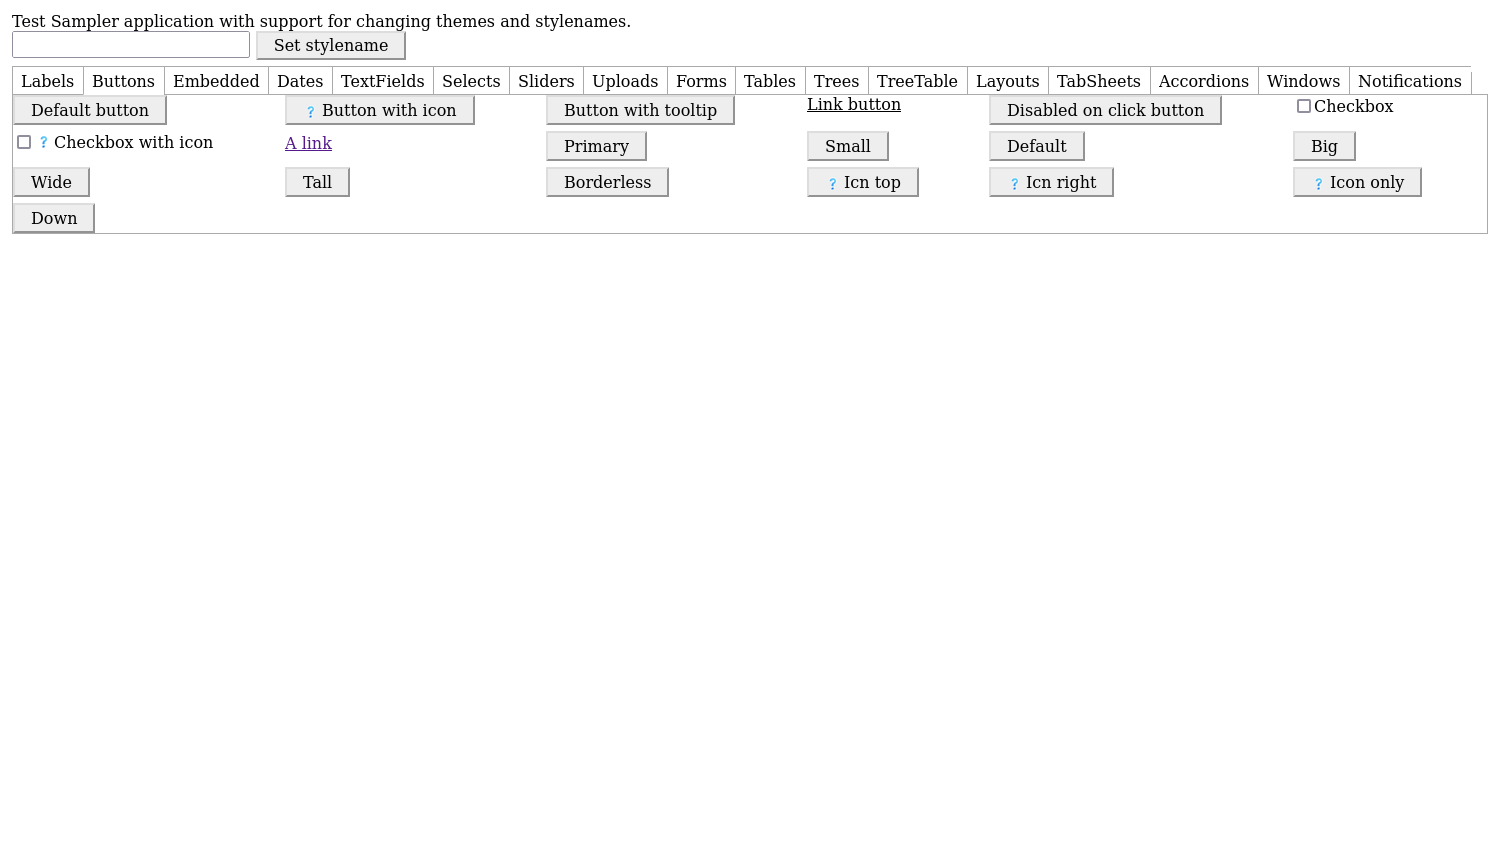 Test Sampler application with support for changing themes and stylenames.
Set stylename
Labels Buttons Embedded Dates TextFields Selects Sliders Uploads Forms Tables Trees TreeTable Layouts TabSheets Accordions Windows Notifications
Default button ? Button with icon Button with tooltip Link button Disabled on click button Checkbox
? Checkbox with icon A link Primary Small Default Big
Wide Tall Borderless ? Icn top ? Icn right ? Icon only
Down